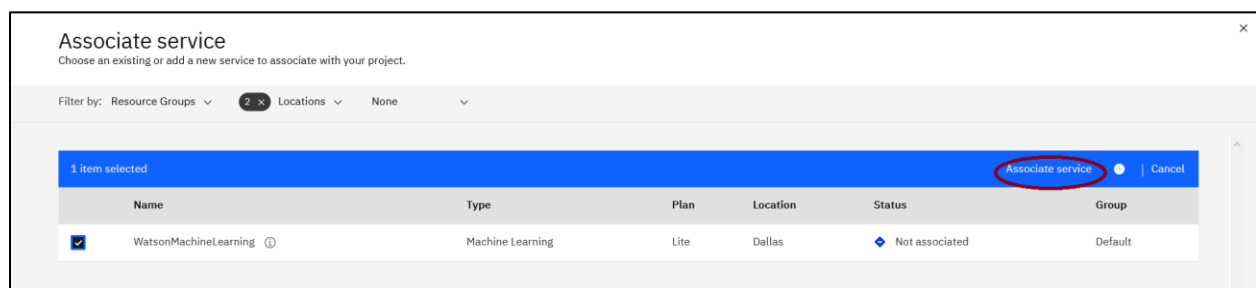 Associate service
Choose an existing or add a new service to associate with your project.
Filter by: Resource Groups 2 × Locations None
1 item selected Associate service | Cancel
Name Type Plan Location Status Group
WatsonMachineLearning Machine Learning Lite Dallas Not associated Default